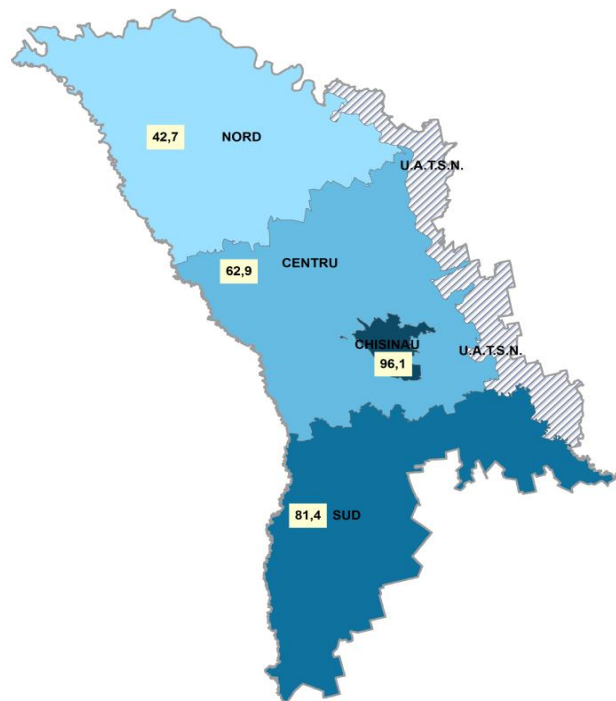 42,7
NORD
U.A.T.S.N.
CENTRU
62,9
CHISINAU
U.A.T.S.N.
96,1
81,4
SUD